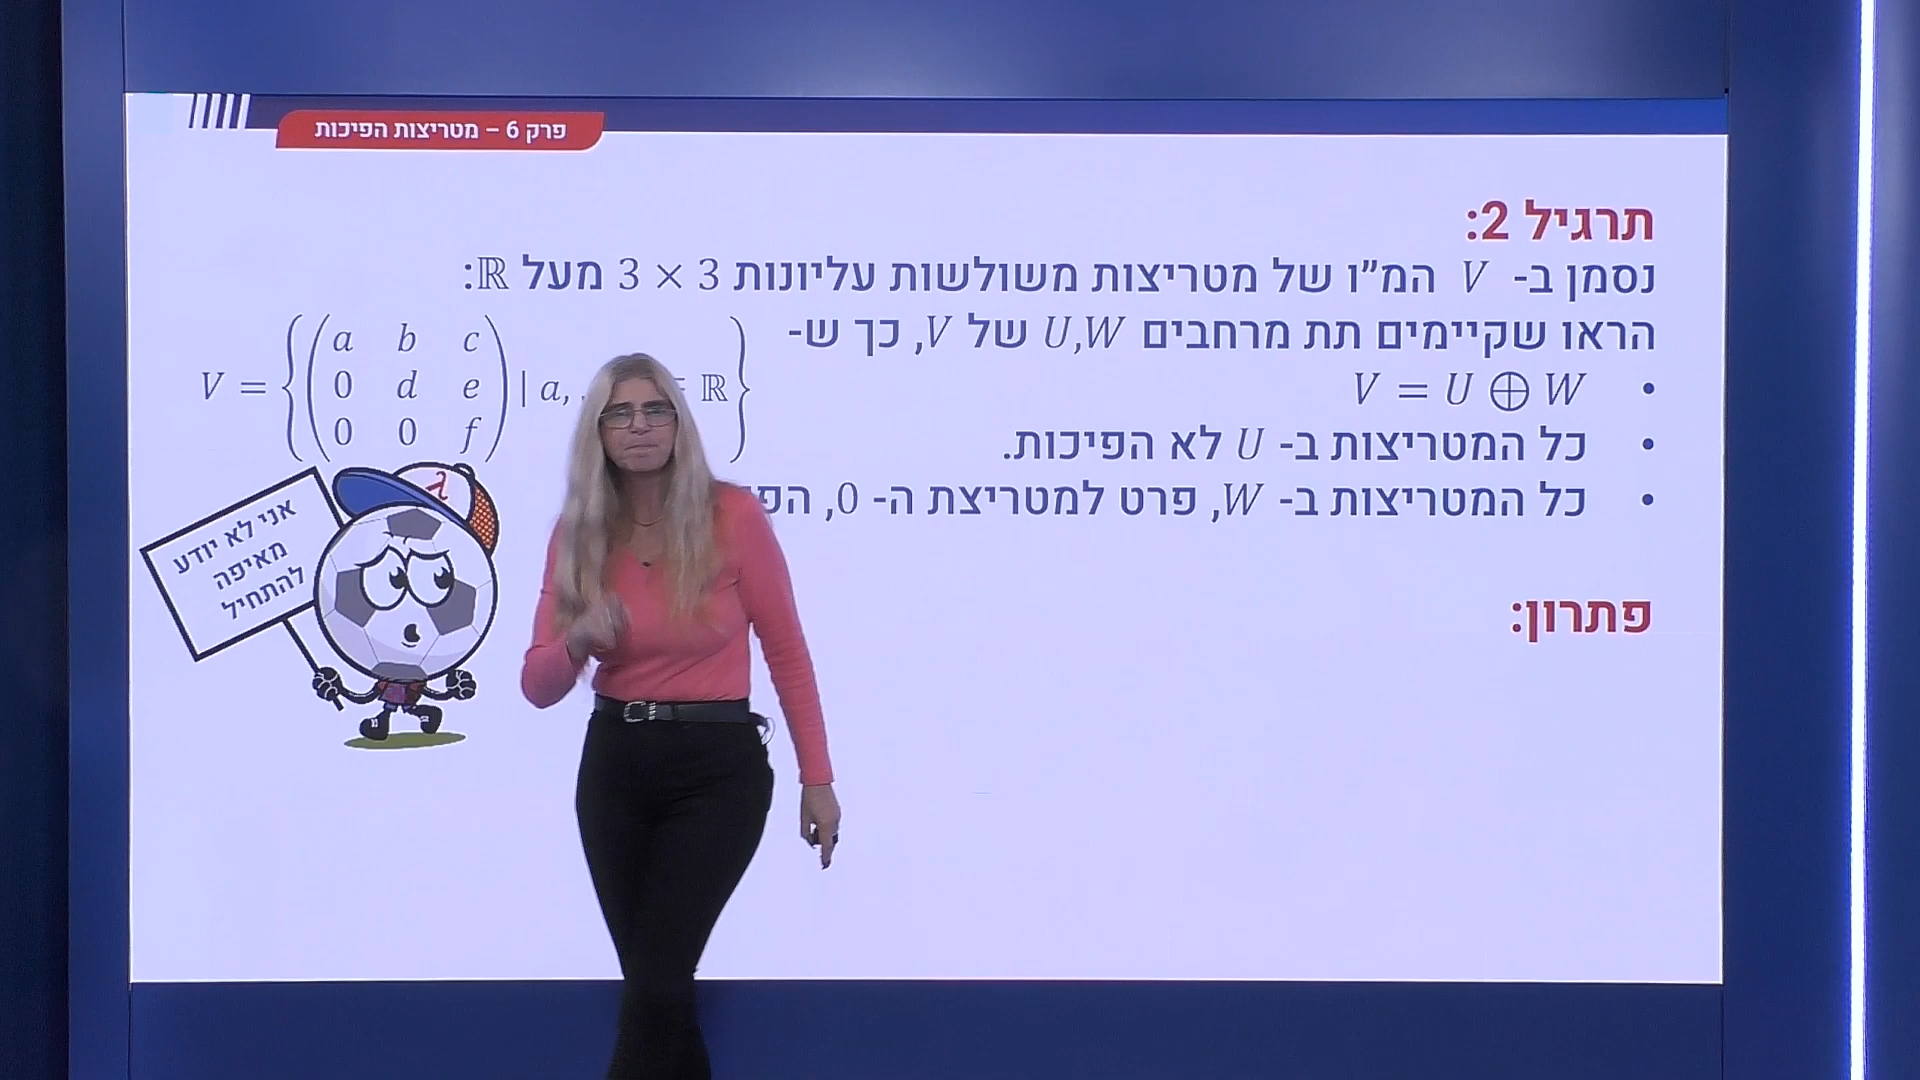 פרק 6 – מטריצות הפיכות
תרגיל 2:
נסמן ב- V המ"ו של מטריצות משולשות עליונות 3 × 3 מעל ℝ:
הראו שקיימים תת מרחבים U,W של V, כך ש-
V = {(a b c
0 d e
0 0 f) | a, ℝ}
• V = U ⊕ W
• כל המטריצות ב- U לא הפיכות.
• כל המטריצות ב- W, פרט למטריצת ה- 0,
אני לא יודע
מאיפה
להתחיל
λ
פתרון: